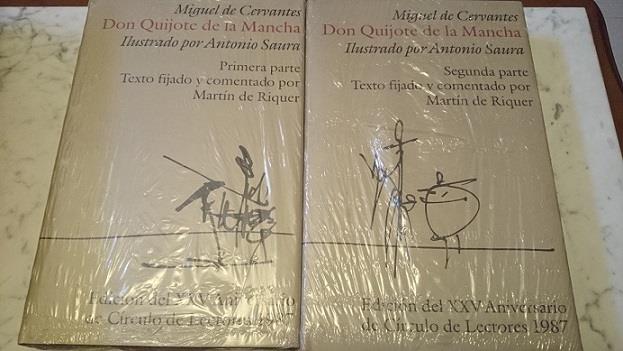 Miguel de Cervantes
Don Quijote de la Mancha
Ilustrado por Antonio Saura
Primera parte
Texto fijado y comentado por
Martín de Riquer
Edición del XXV Aniversario
de Círculo de Lectores 1987
Miguel de Cervantes
Don Quijote de la Mancha
Ilustrado por Antonio Saura
Segunda parte
Texto fijado y comentado por
Martín de Riquer
Edición del XXV Aniversario
de Círculo de Lectores 1987